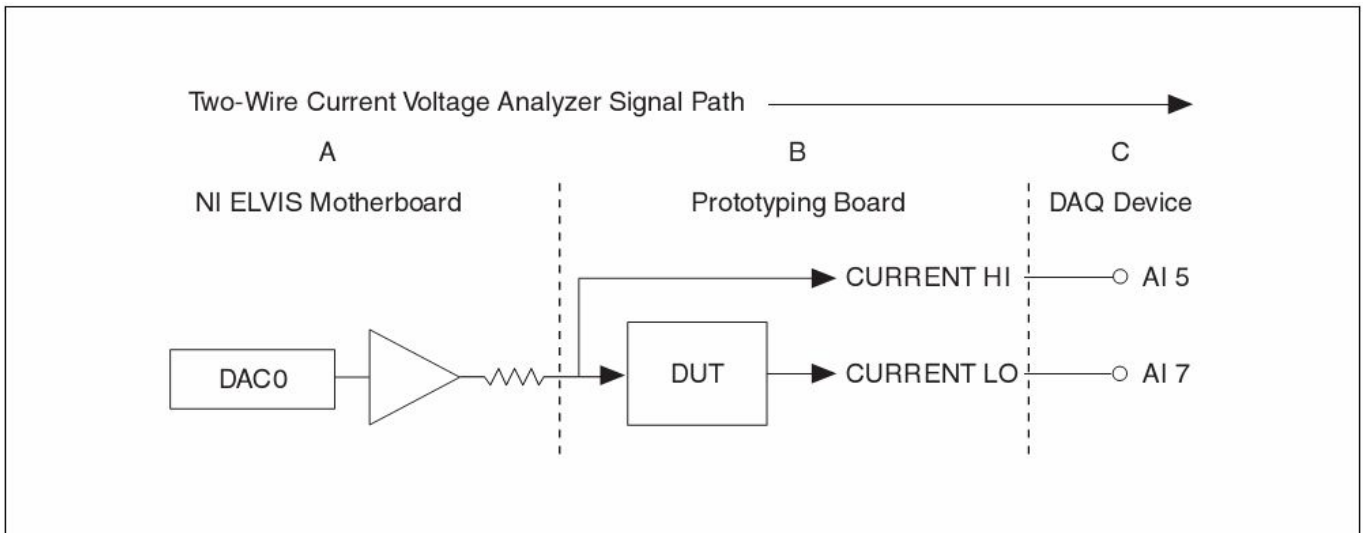 Two-Wire Current Voltage Analyzer Signal Path
A B C
NI ELVIS Motherboard Prototyping Board DAQ Device
CURRENT HI AI 5
DAC0 DUT CURRENT LO AI 7